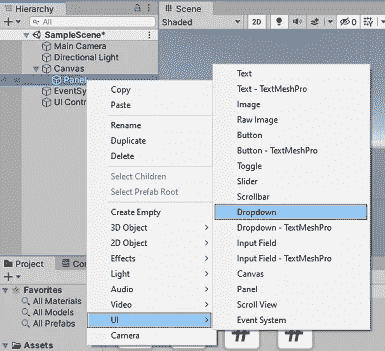 Hierarchy
Scene
All
Shaded
2D
0
SampleScene*
Main Camera
Directional Light
Canvas
Pane
EventSy
UI Contr
Copy
Paste
Rename
Duplicate
Delete
Select Children
Select Prefab Root
Create Empty
3D Object
2D Object
Effects
Light
Audio
Video
UI
Camera
Text
Text - TextMeshPro
Image
Raw Image
Button
Button - TextMeshPro
Toggle
Slider
Scrollbar
Dropdown
Dropdown - TextMeshPro
Input Field
Input Field - TextMeshPro
Canvas
Panel
Scroll View
Event System
Project
Co
Favorites
All Materials
All Models
All Prefabs
Assets
# #